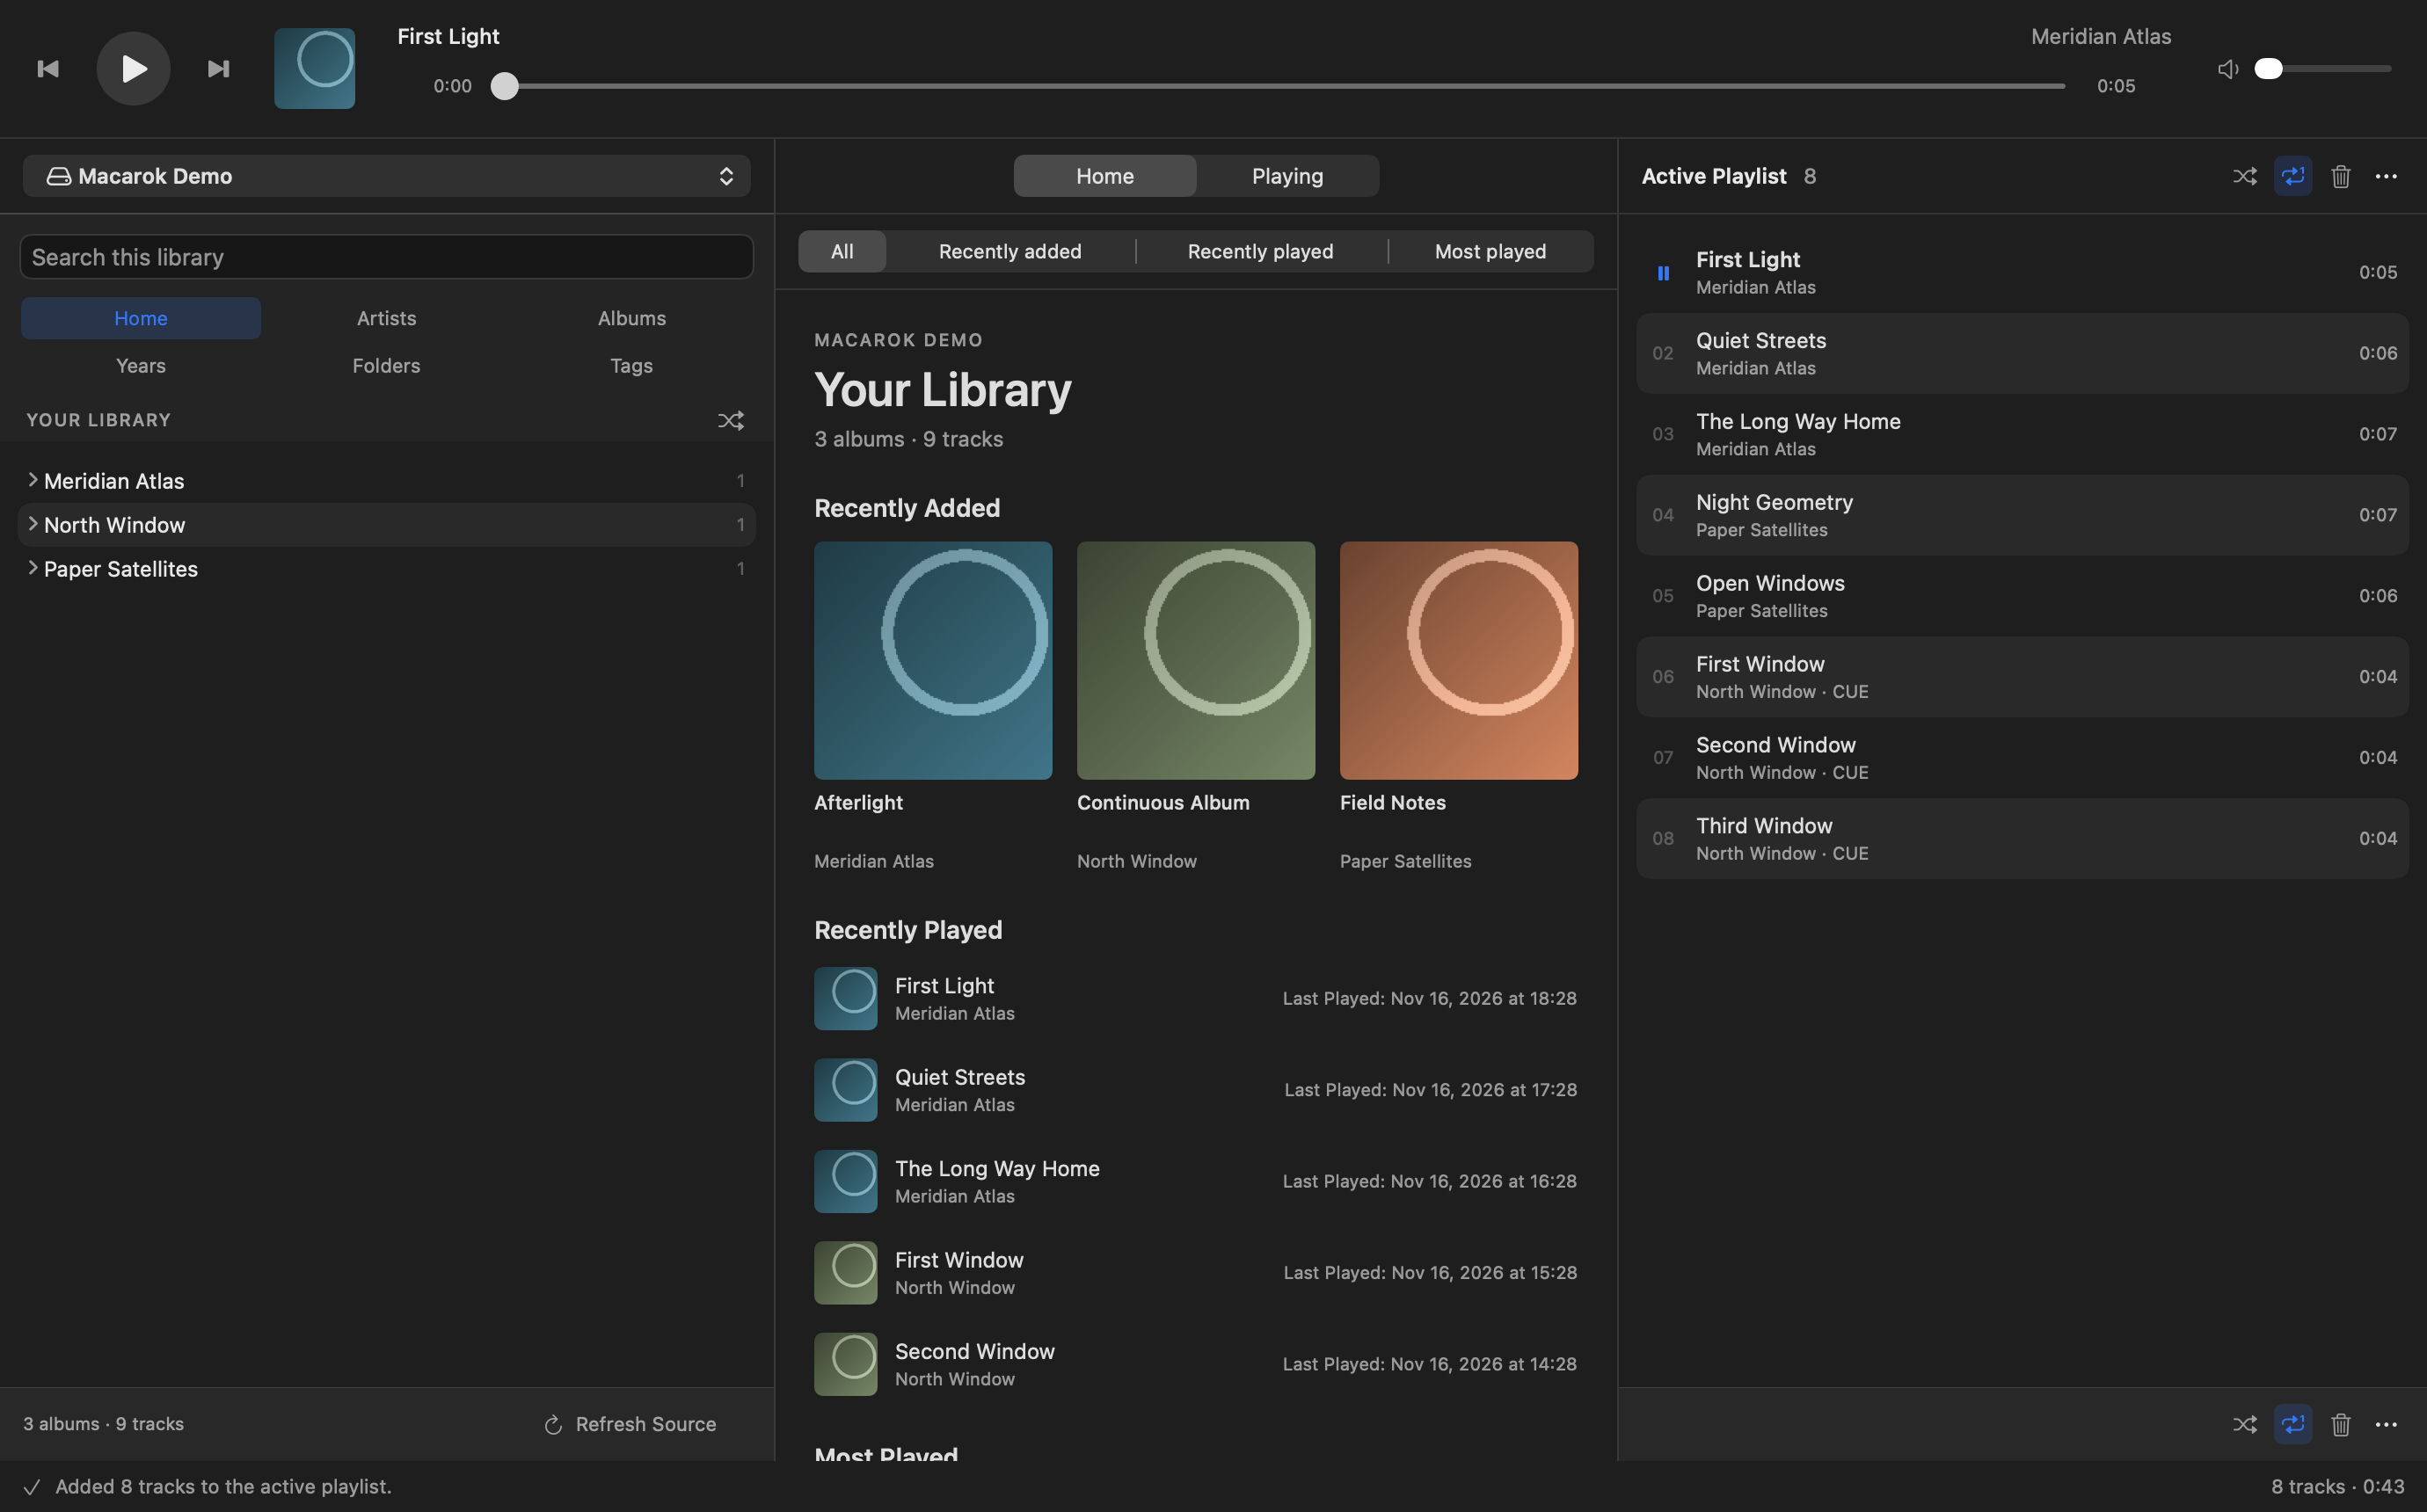 First Light
Meridian Atlas
0:00
0:05
Macarok Demo
Search this library
Home Artists Albums
Years Folders Tags
YOUR LIBRARY
Meridian Atlas 1
North Window 1
Paper Satellites 1
3 albums · 9 tracks
Refresh Source
Home Playing
All Recently added Recently played Most played
MACAROK DEMO
Your Library
3 albums · 9 tracks
Recently Added
Afterlight Continuous Album Field Notes
Meridian Atlas North Window Paper Satellites
Recently Played
First Light
Meridian Atlas
Last Played: Nov 16, 2026 at 18:28
Quiet Streets
Meridian Atlas
Last Played: Nov 16, 2026 at 17:28
The Long Way Home
Meridian Atlas
Last Played: Nov 16, 2026 at 16:28
First Window
North Window
Last Played: Nov 16, 2026 at 15:28
Second Window
North Window
Last Played: Nov 16, 2026 at 14:28
Most Played
Active Playlist 8
First Light
Meridian Atlas
0:05
02
Quiet Streets
Meridian Atlas
0:06
03
The Long Way Home
Meridian Atlas
0:07
04
Night Geometry
Paper Satellites
0:07
05
Open Windows
Paper Satellites
0:06
06
First Window
North Window · CUE
0:04
07
Second Window
North Window · CUE
0:04
08
Third Window
North Window · CUE
0:04
Added 8 tracks to the active playlist.
8 tracks · 0:43